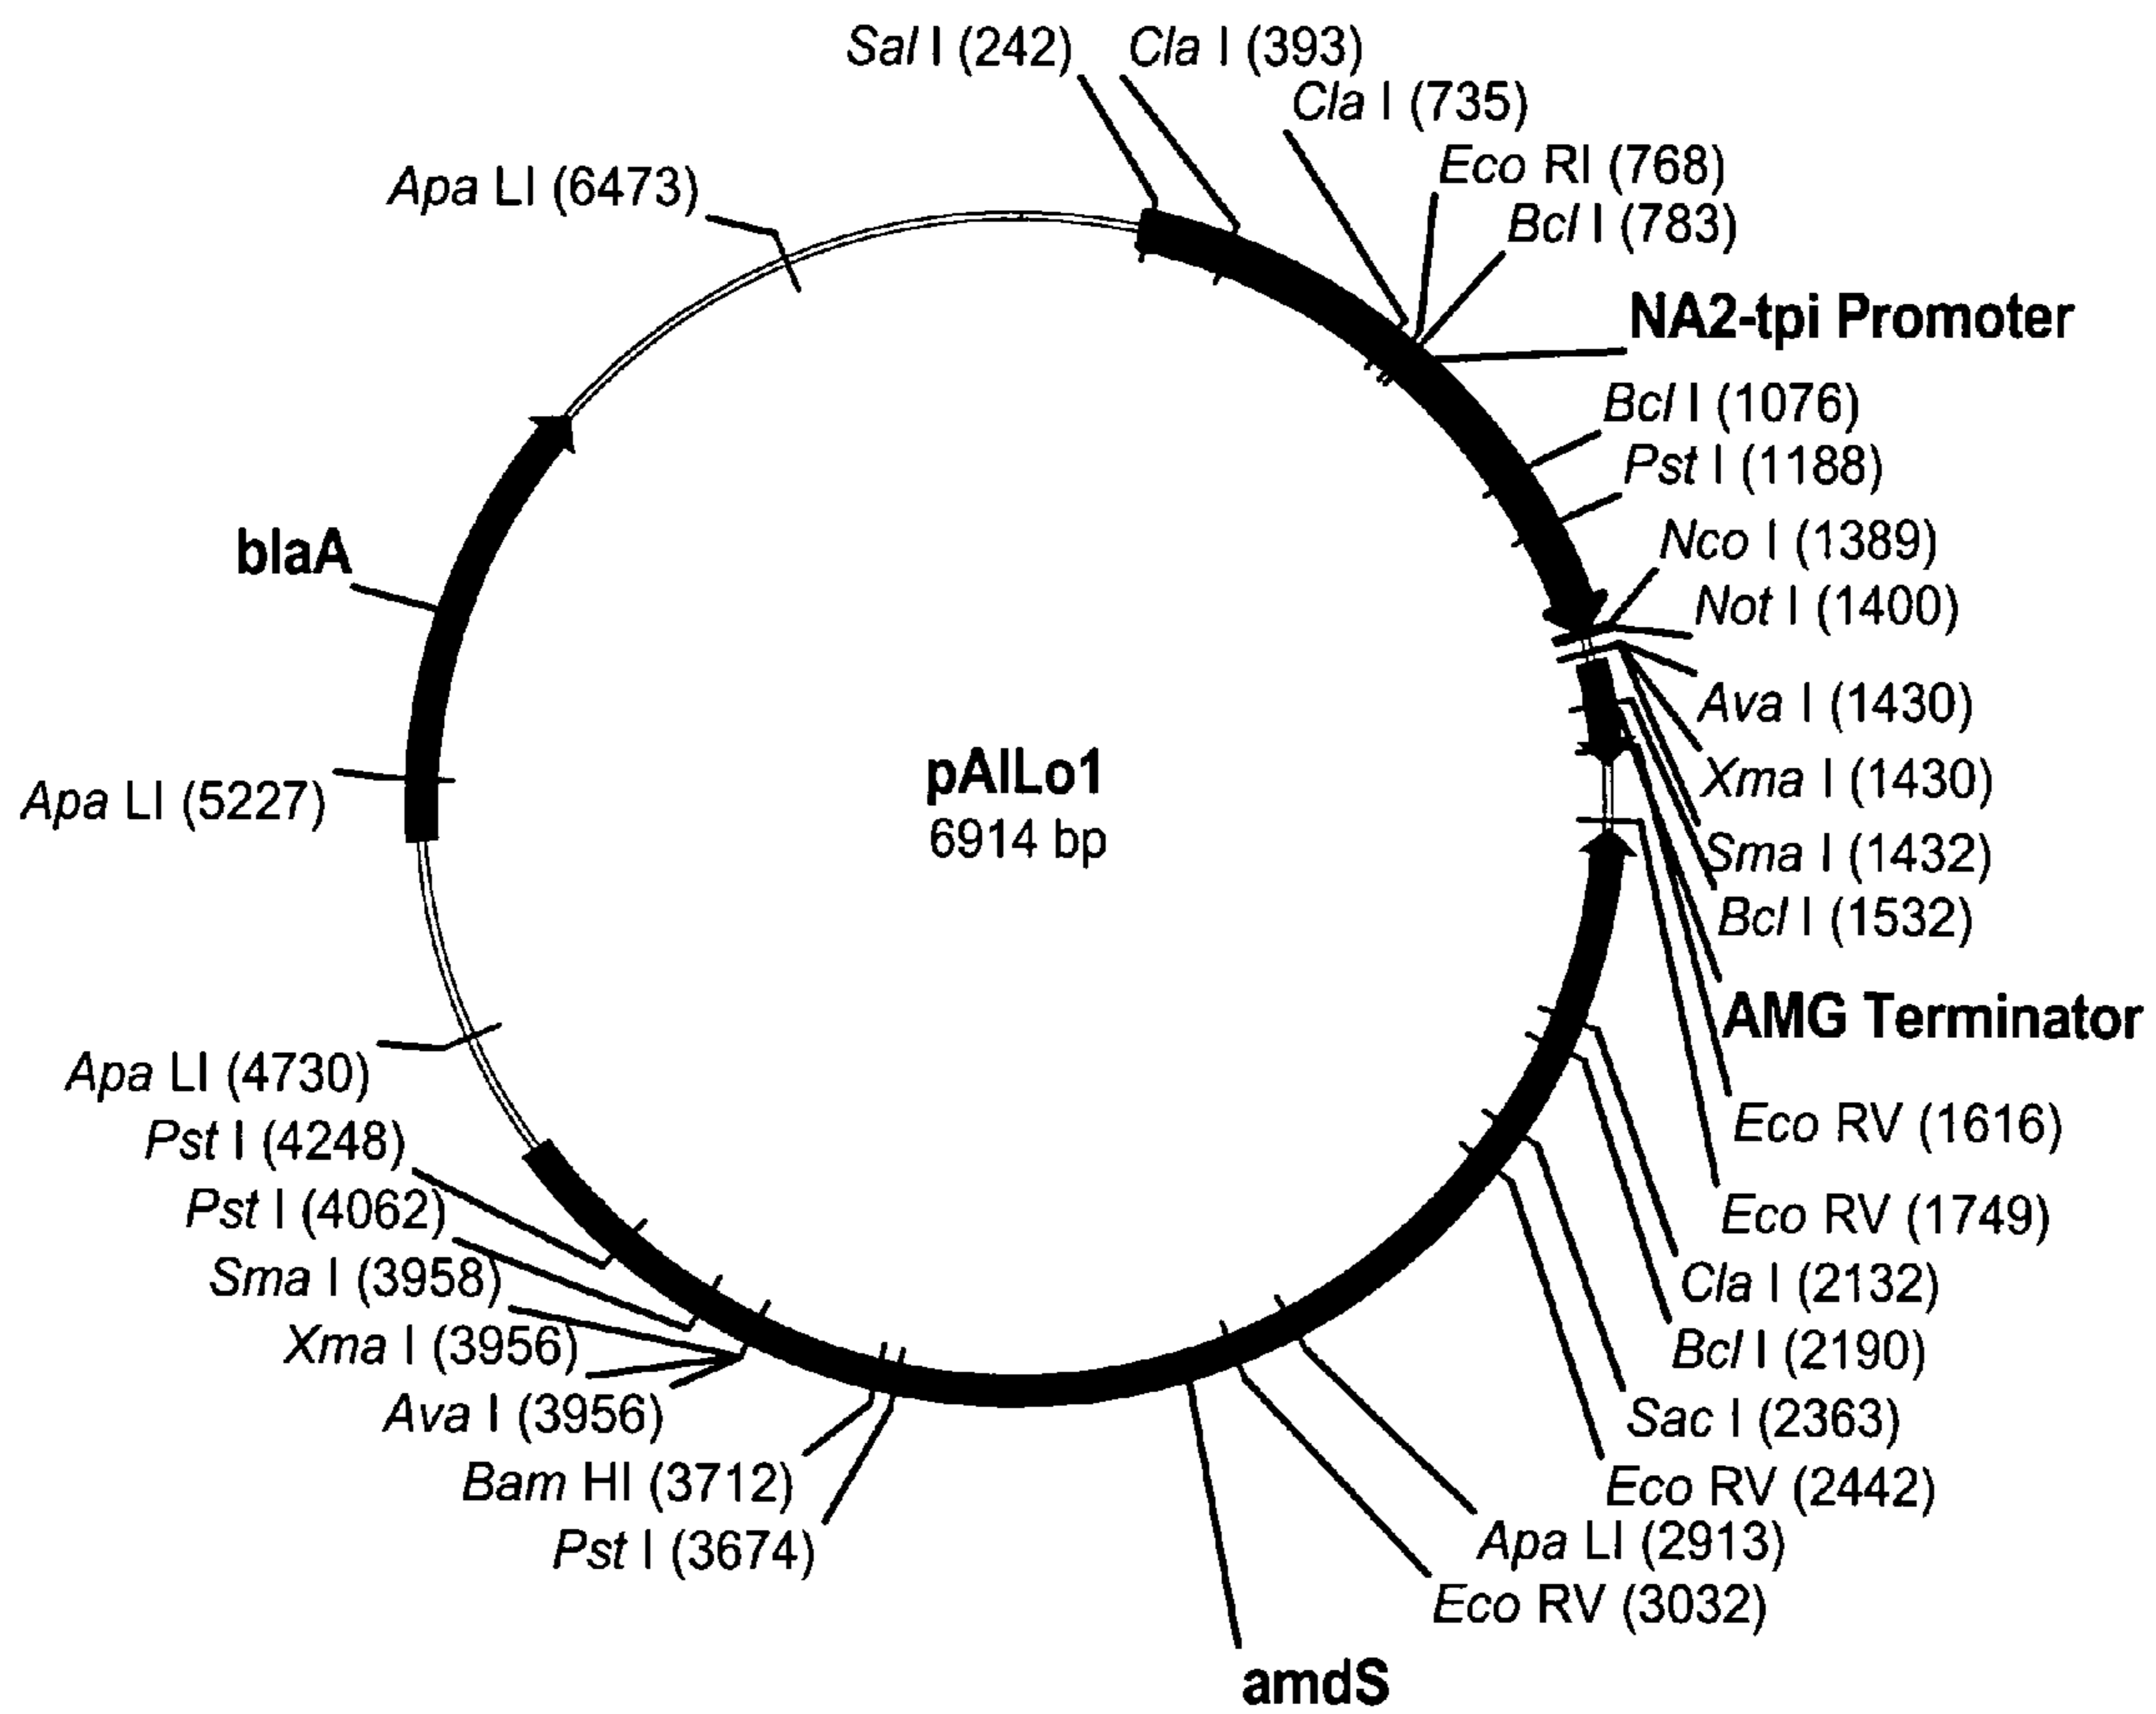 Sal I (242)
Cla I (393)
Cla I (735)
Eco RI (768)
Bcl I (783)
NA2-tpi Promoter
Bcl I (1076)
Pst I (1188)
Nco I (1389)
Not I (1400)
Ava I (1430)
Xma I (1430)
Sma I (1432)
Bcl I (1532)
AMG Terminator
Eco RV (1616)
Eco RV (1749)
Cla I (2132)
Bcl I (2190)
Sac I (2363)
Eco RV (2442)
Apa LI (2913)
Eco RV (3032)
amdS
Pst I (3674)
Bam HI (3712)
Ava I (3956)
Xma I (3956)
Sma I (3958)
Pst I (4062)
Pst I (4248)
Apa LI (4730)
Apa LI (5227)
blaA
Apa LI (6473)
pAlLo1
6914 bp